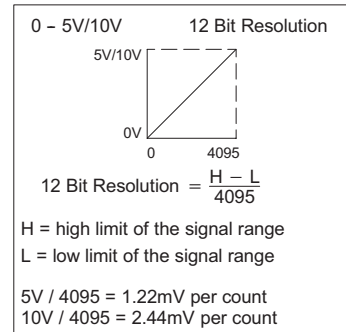 0 – 5V/10V 12 Bit Resolution
5V/10V
0V
0 4095
12 Bit Resolution = H – L / 4095
H = high limit of the signal range
L = low limit of the signal range
5V / 4095 = 1.22mV per count
10V / 4095 = 2.44mV per count